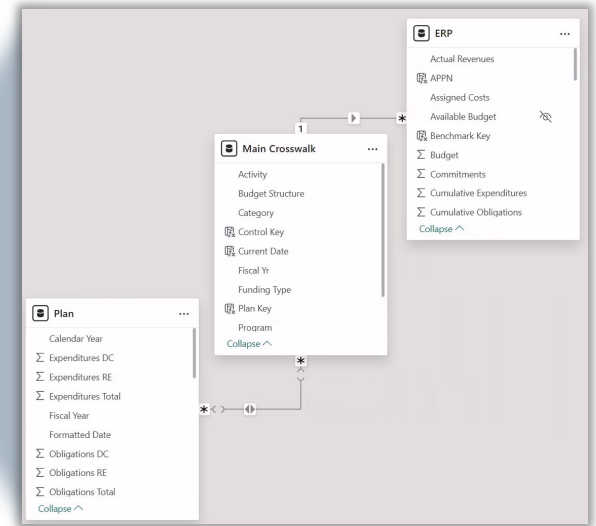 ERP
Actual Revenues
APPN
Assigned Costs
Available Budget
Benchmark Key
Budget
Commitments
Cumulative Expenditures
Cumulative Obligations
Collapse
1
*
Main Crosswalk
Activity
Budget Structure
Category
Control Key
Current Date
Fiscal Yr
Funding Type
Plan Key
Program
Collapse
*
*
Plan
Calendar Year
Expenditures DC
Expenditures RE
Expenditures Total
Fiscal Year
Formatted Date
Obligations DC
Obligations RE
Obligations Total
Collapse